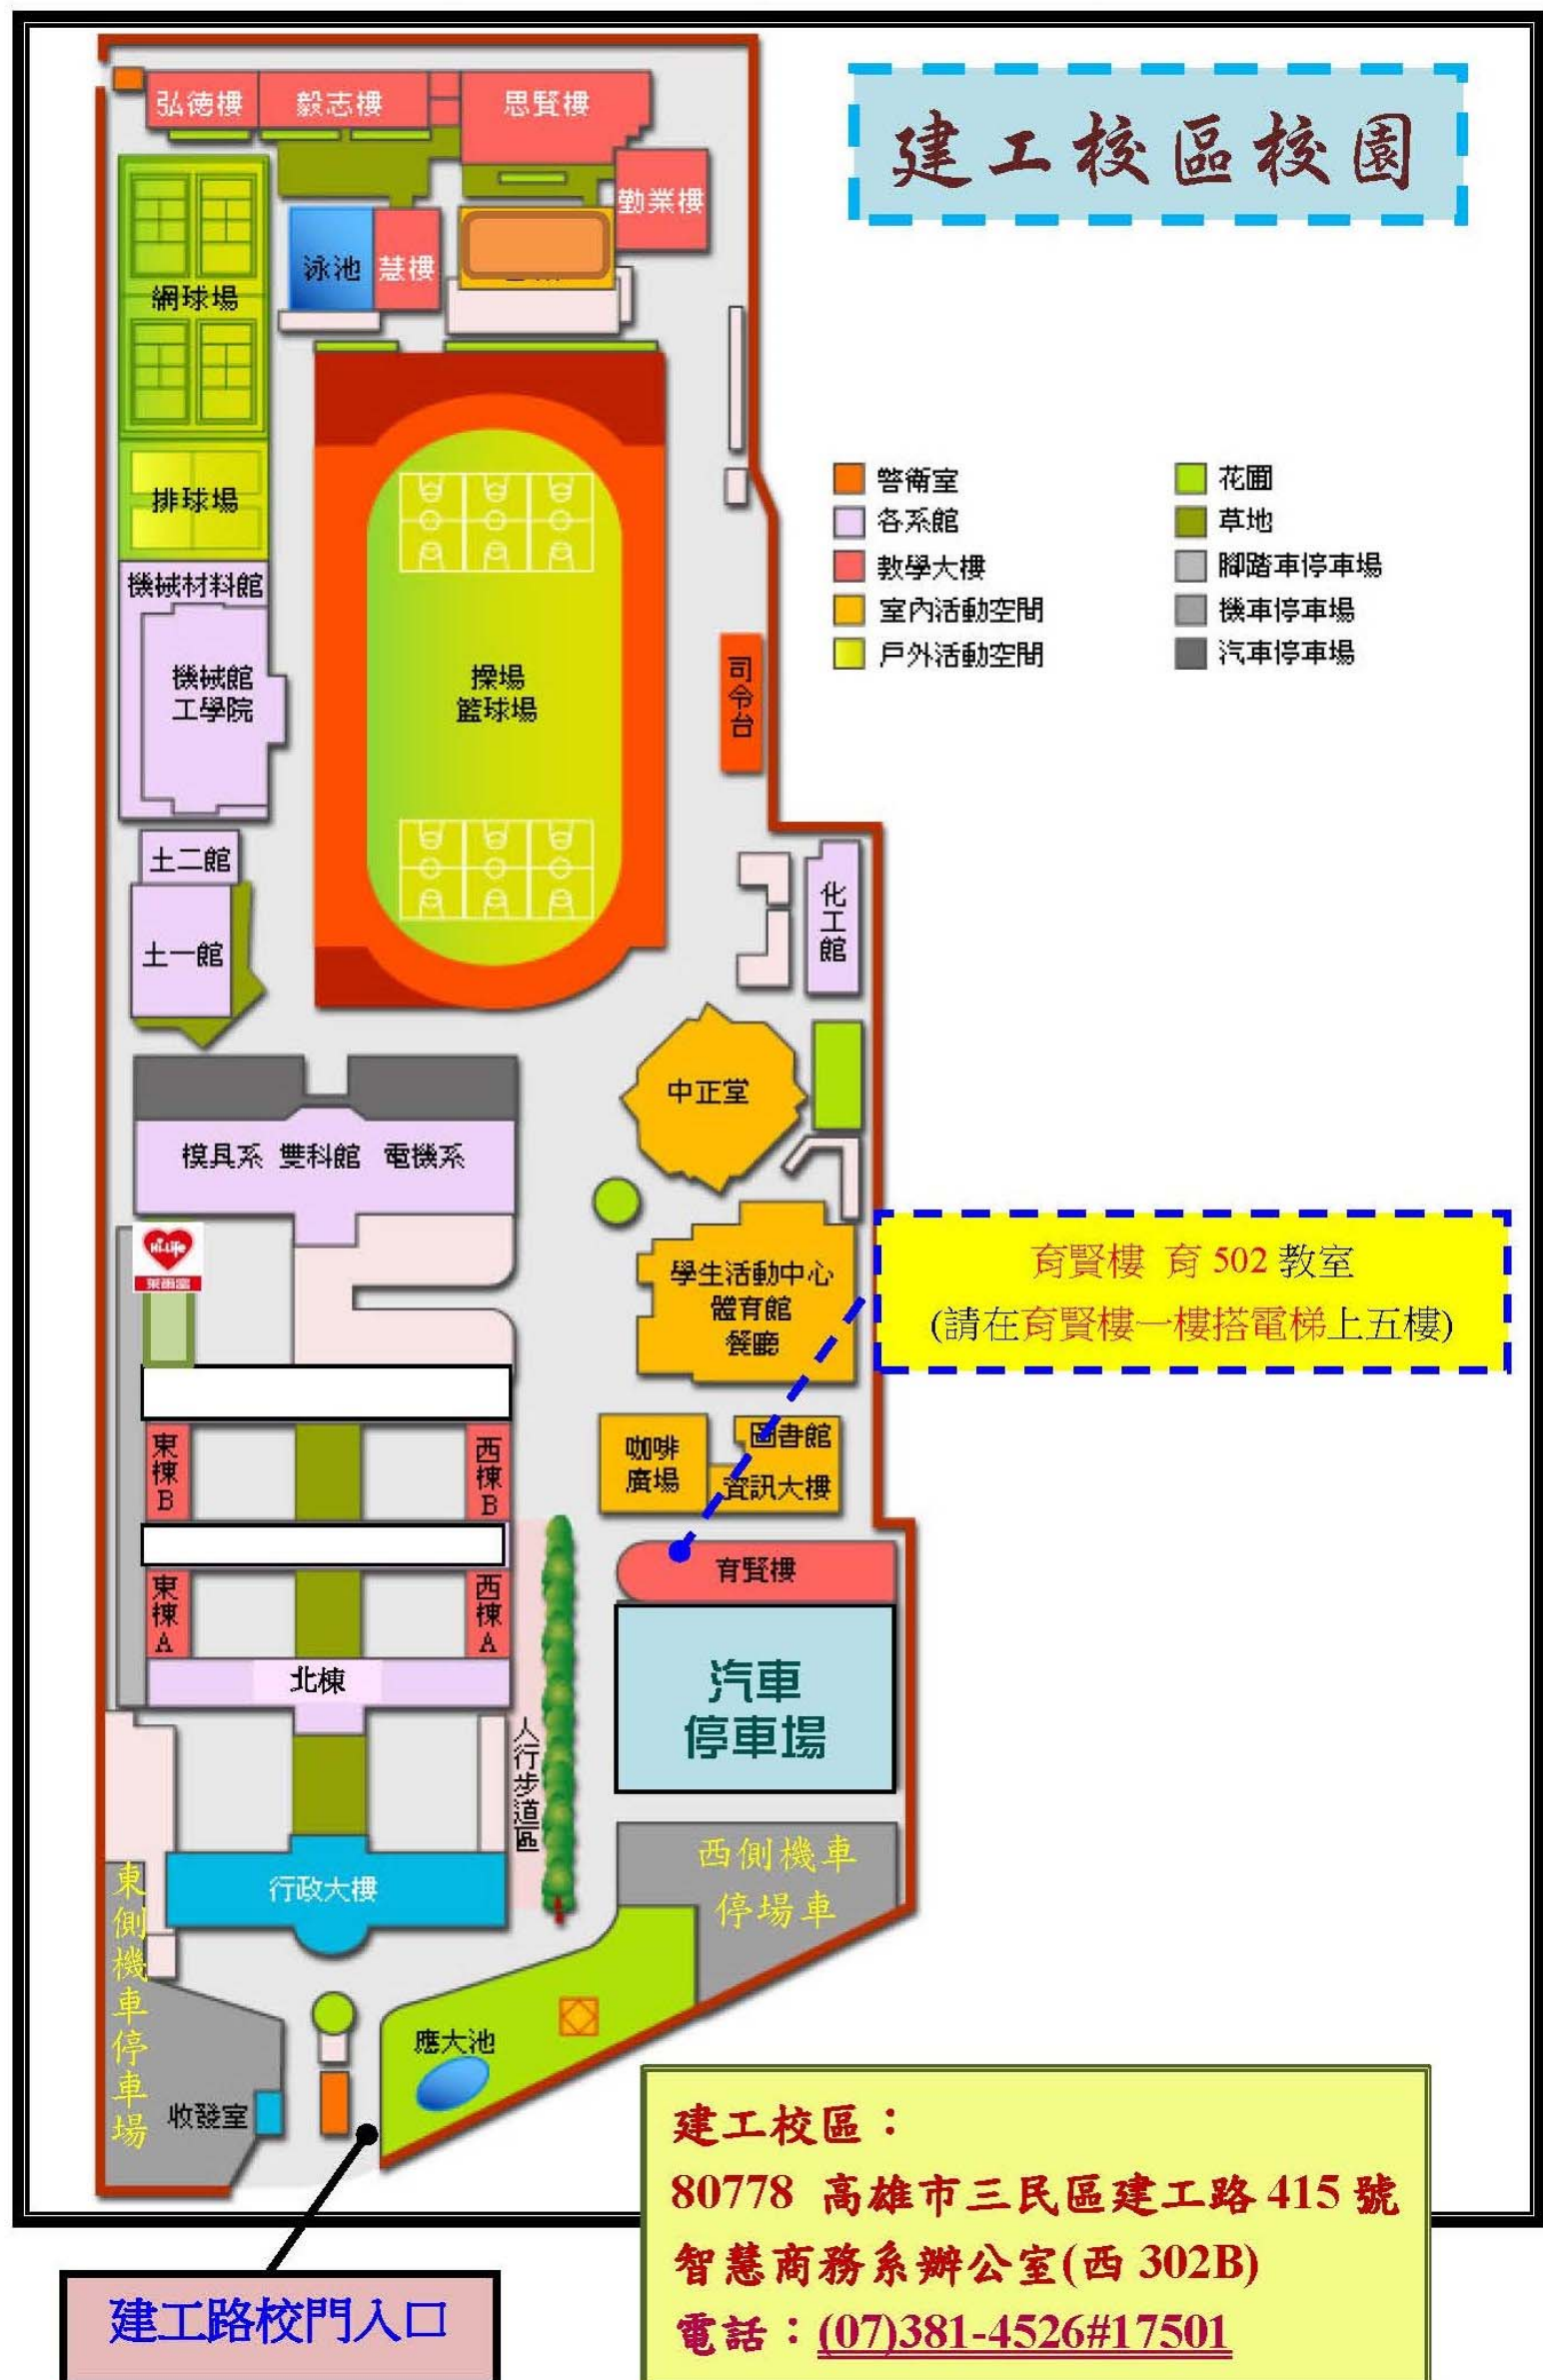 建工校區校園
弘德樓
毅志樓
思賢樓
勤業樓
泳池
慧樓
網球場
排球場
機械材料館
機械館
工學院
操場
籃球場
司令台
警衛室
各系館
教學大樓
室內活動空間
戶外活動空間
花圃
草地
腳踏車停車場
機車停車場
汽車停車場
土二館
土一館
化工館
中正堂
模具系 雙科館 電機系
Hi-Life
萊爾富
學生活動中心
體育館
餐廳
育賢樓 育 502 教室
(請在育賢樓一樓搭電梯上五樓)
咖啡
廣場
圖書館
資訊大樓
東棟B
西棟B
育賢樓
東棟A
西棟A
北棟
汽車
停車場
人行步道區
西側機車
停場車
行政大樓
東側機車停車場
應大池
收發室
建工校區：
80778 高雄市三民區建工路 415 號
智慧商務系辦公室(西 302B)
電話：(07)381-4526#17501
建工路校門入口